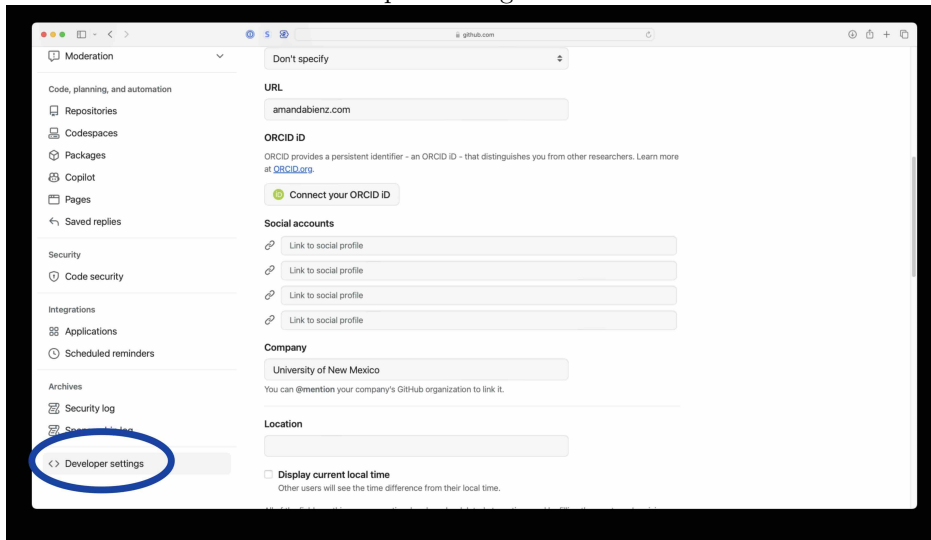 github.com
Moderation
Code, planning, and automation
Repositories
Codespaces
Packages
Copilot
Pages
Saved replies
Security
Code security
Integrations
Applications
Scheduled reminders
Archives
Security log
Developer settings
Don't specify
URL
amandabienz.com
ORCID iD
ORCID provides a persistent identifier - an ORCID iD - that distinguishes you from other researchers. Learn more
at ORCID.org.
Connect your ORCID iD
Social accounts
Link to social profile
Link to social profile
Link to social profile
Link to social profile
Company
University of New Mexico
You can @mention your company's GitHub organization to link it.
Location
Display current local time
Other users will see the time difference from their local time.